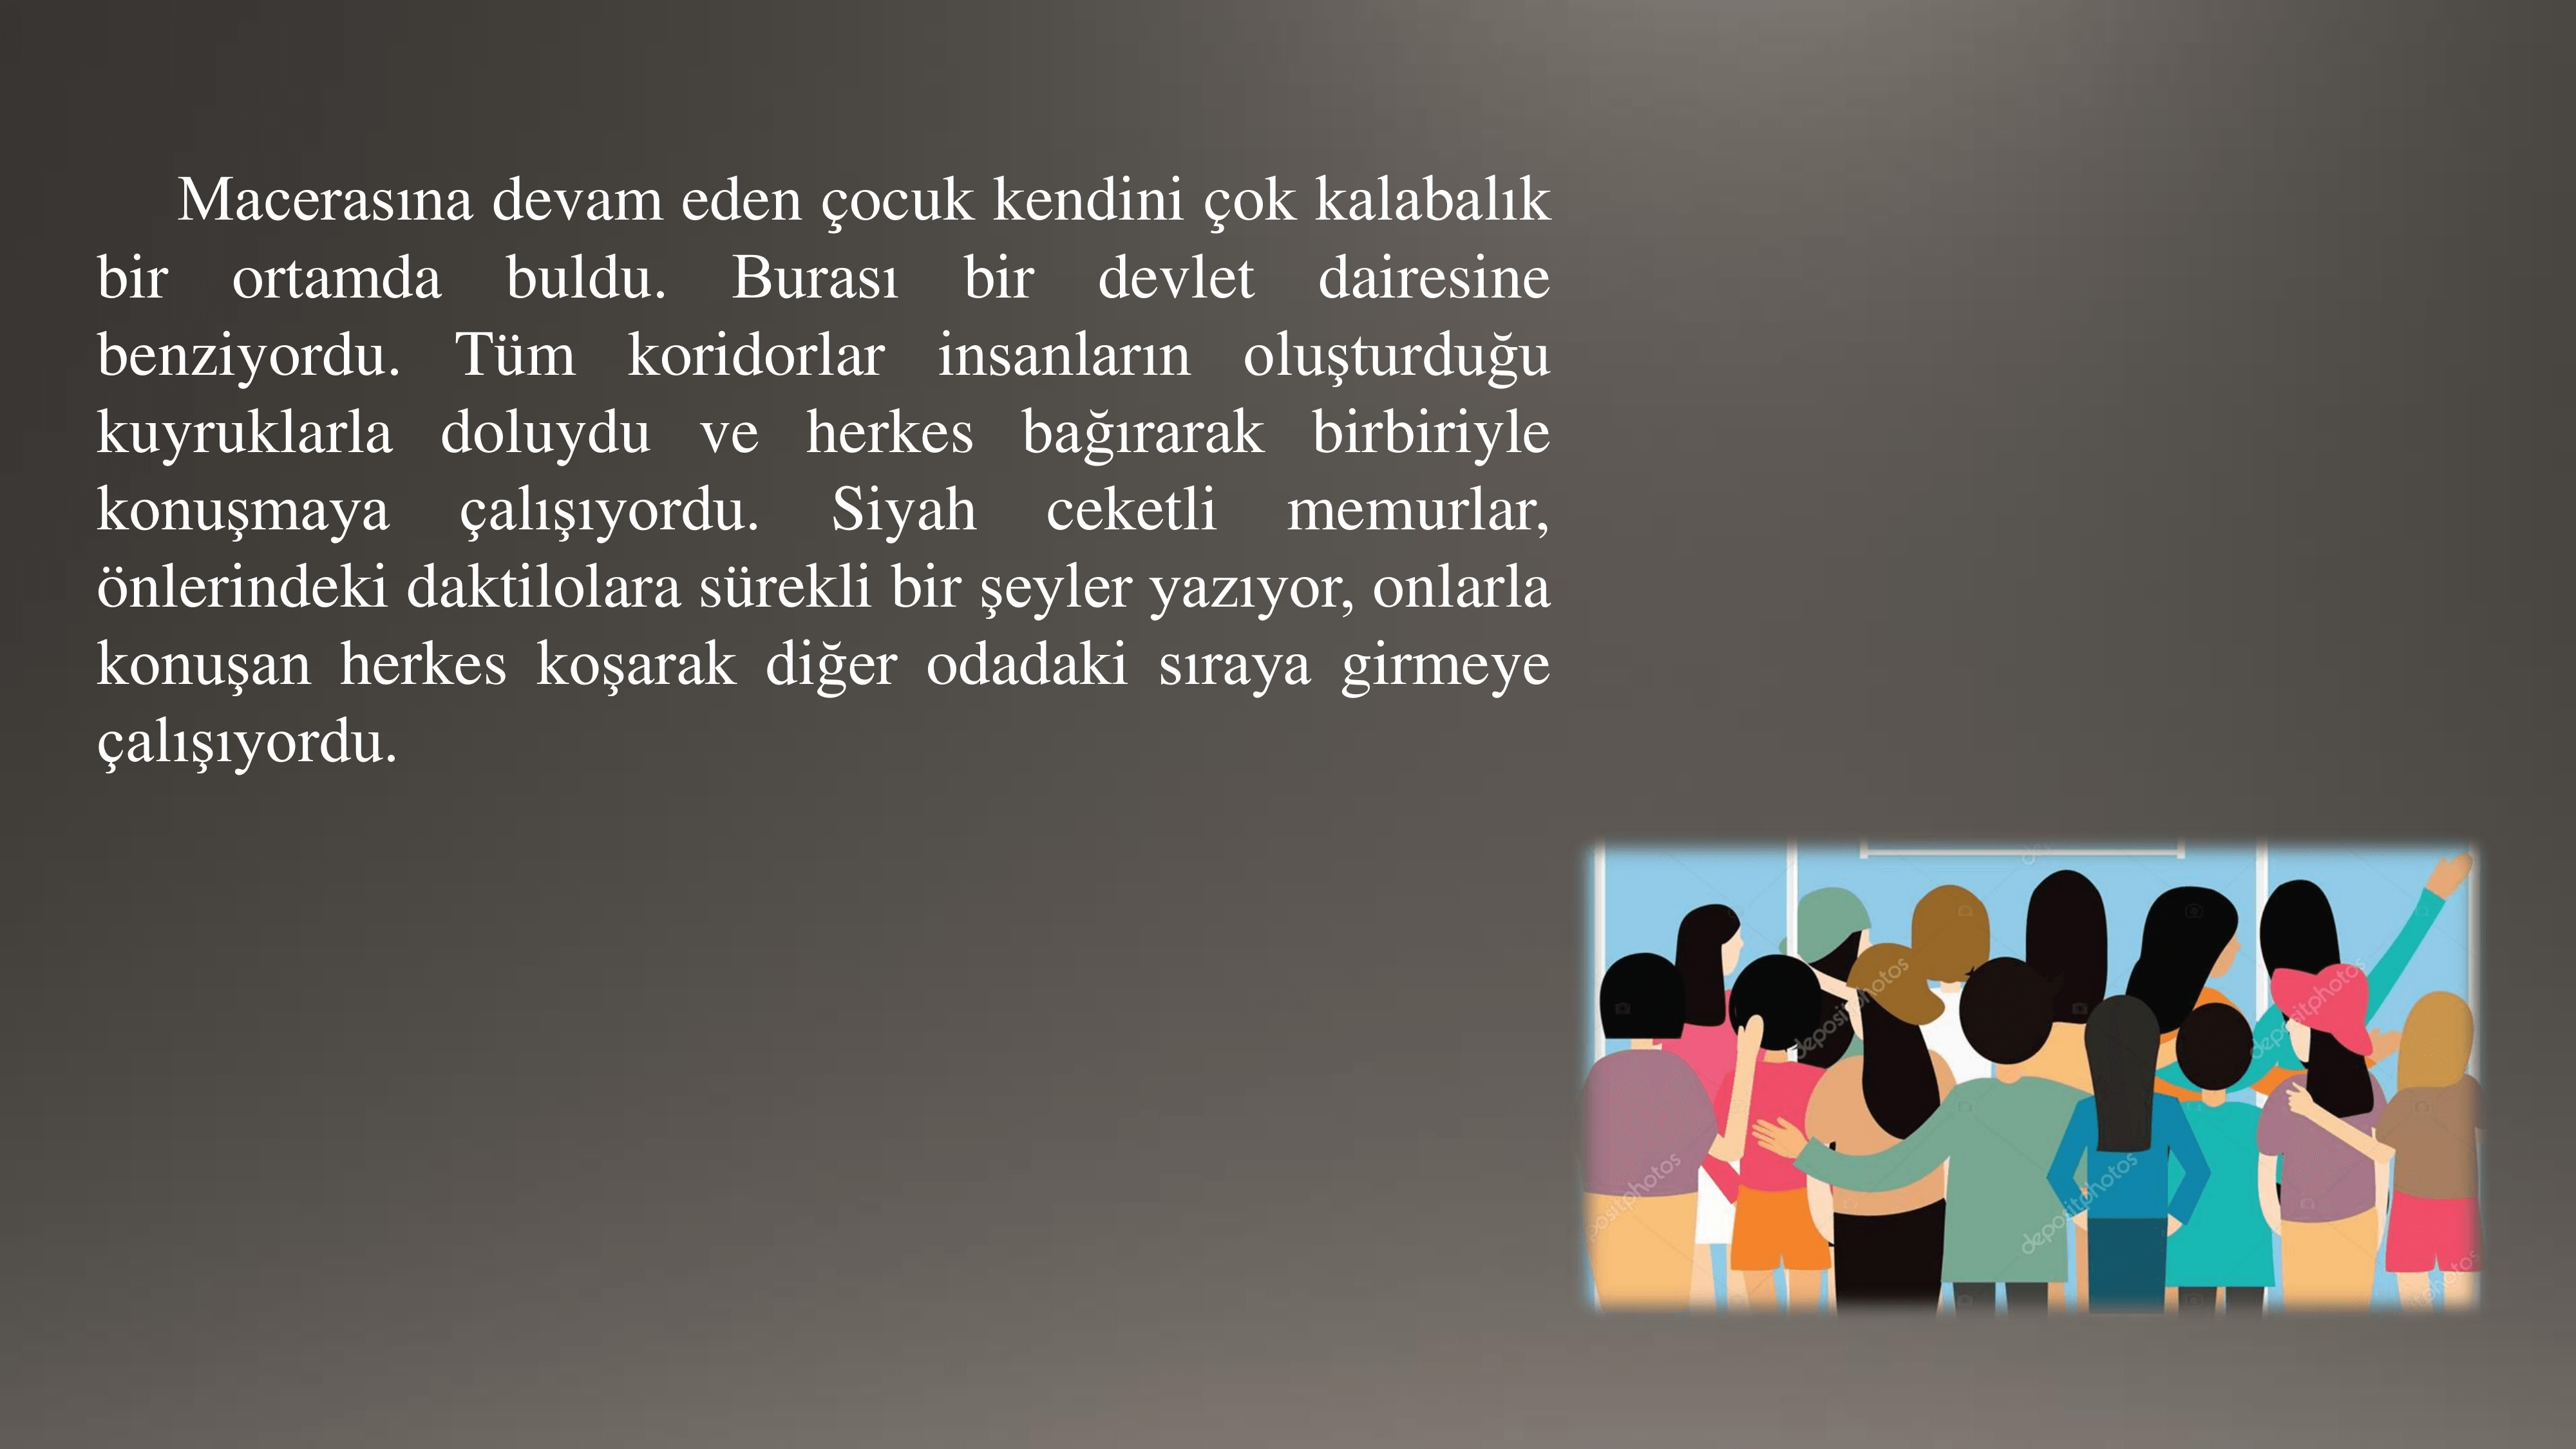 Macerasına devam eden çocuk kendini çok kalabalık
bir ortamda buldu. Burası bir devlet dairesine
benziyordu. Tüm koridorlar insanların oluşturduğu
kuyruklarla doluydu ve herkes bağırarak birbiriyle
konuşmaya çalışıyordu. Siyah ceketli memurlar,
önlerindeki daktilolara sürekli bir şeyler yazıyor, onlarla
konuşan herkes koşarak diğer odadaki sıraya girmeye
çalışıyordu.
depositphotos
depositphotos
depositphotos
depositphotos